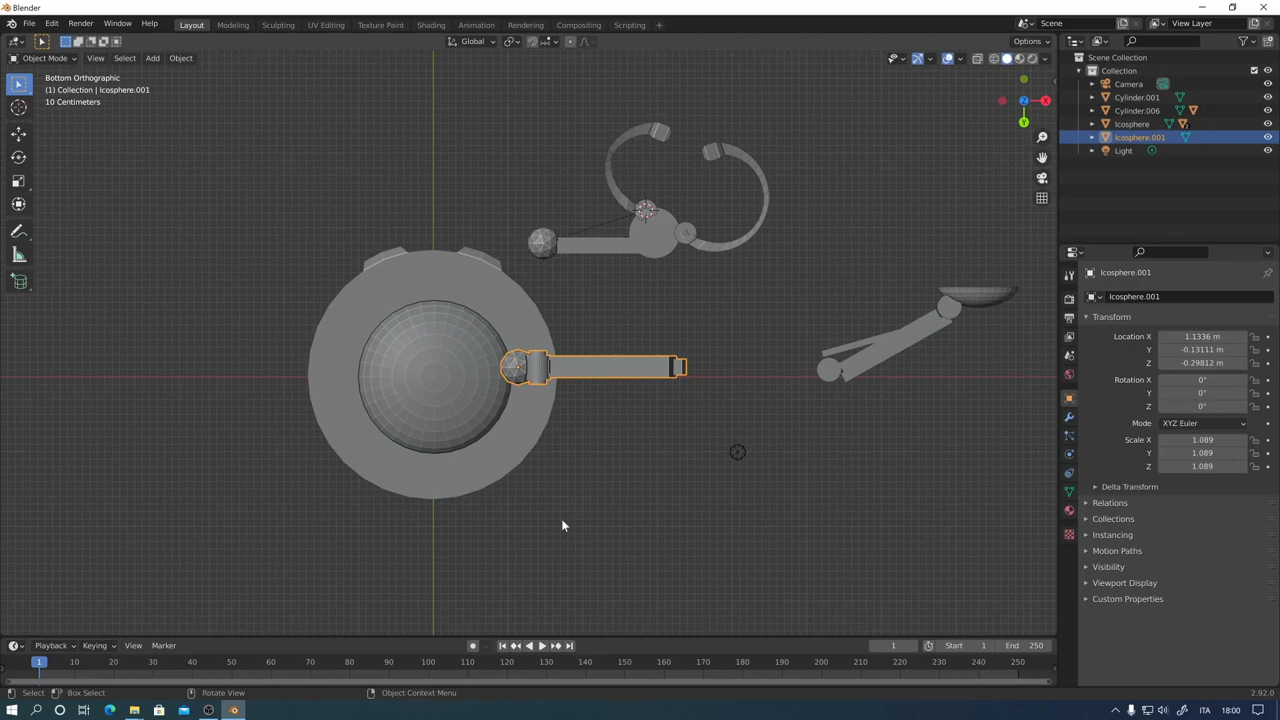 Blender
File Edit Render Window Help Layout Modeling Sculpting UV Editing Texture Paint Shading Animation Rendering Compositing Scripting + Scene View Layer
Global Options
Object Mode View Select Add Object
Bottom Orthographic
(1) Collection | Icosphere.001
10 Centimeters
X
Y
Z
Scene Collection
Collection
Camera
Cylinder.001
Cylinder.006
Icosphere
Icosphere.001
Light
Icosphere.001
Icosphere.001
Transform
Location X 1.1336 m
Y -0.13111 m
Z -0.29812 m
Rotation X 0°
Y 0°
Z 0°
Mode XYZ Euler
Scale X 1.089
Y 1.089
Z 1.089
Delta Transform
Relations
Collections
Instancing
Motion Paths
Visibility
Viewport Display
Custom Properties
Playback Keying View Marker 1 Start 1 End 250
1 10 20 30 40 50 60 70 80 90 100 110 120 130 140 150 160 170 180 190 200 210 220 230 240 250
Select Box Select Rotate View Object Context Menu 2.92.0
ITA 18:00